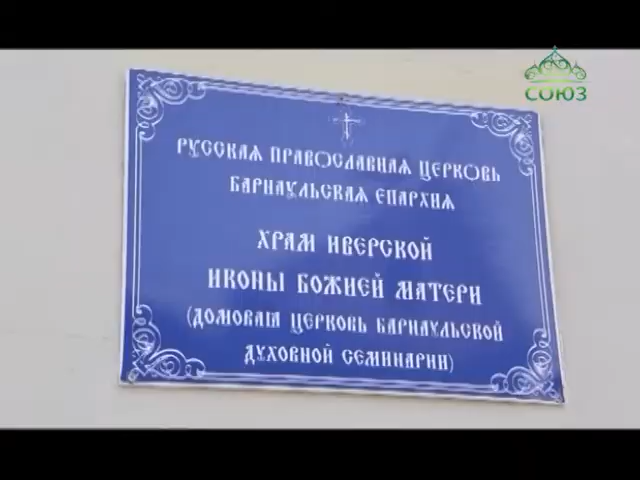 СОЮЗ
РУССКАЯ ПРАВОСЛАВНАЯ ЦЕРКОВЬ
БАРНАУЛЬСКАЯ ЕПАРХИЯ
ХРАМ ИВЕРСКОЙ
ИКОНЫ БОЖИЕЙ МАТЕРИ
(ДОМОВАЯ ЦЕРКОВЬ БАРНАУЛЬСКОЙ
ДУХОВНОЙ СЕМИНАРИИ)